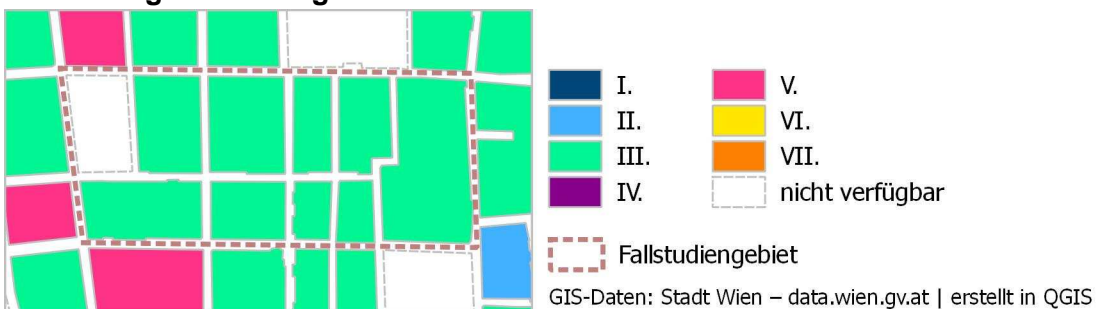 I.
II.
III.
IV.
V.
VI.
VII.
nicht verfügbar
Fallstudiengebiet
GIS-Daten: Stadt Wien – data.wien.gv.at | erstellt in QGIS